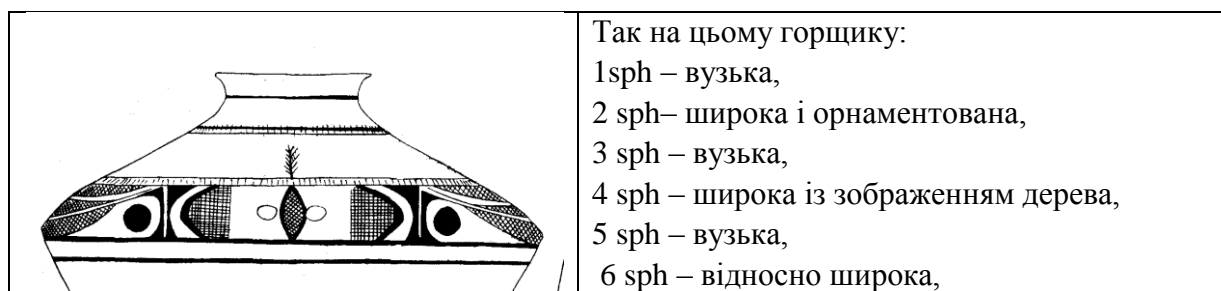 Так на цьому горщику:
1sph – вузька,
2 sph– широка і орнаментована,
3 sph – вузька,
4 sph – широка із зображенням дерева,
5 sph – вузька,
6 sph – відносно широка,